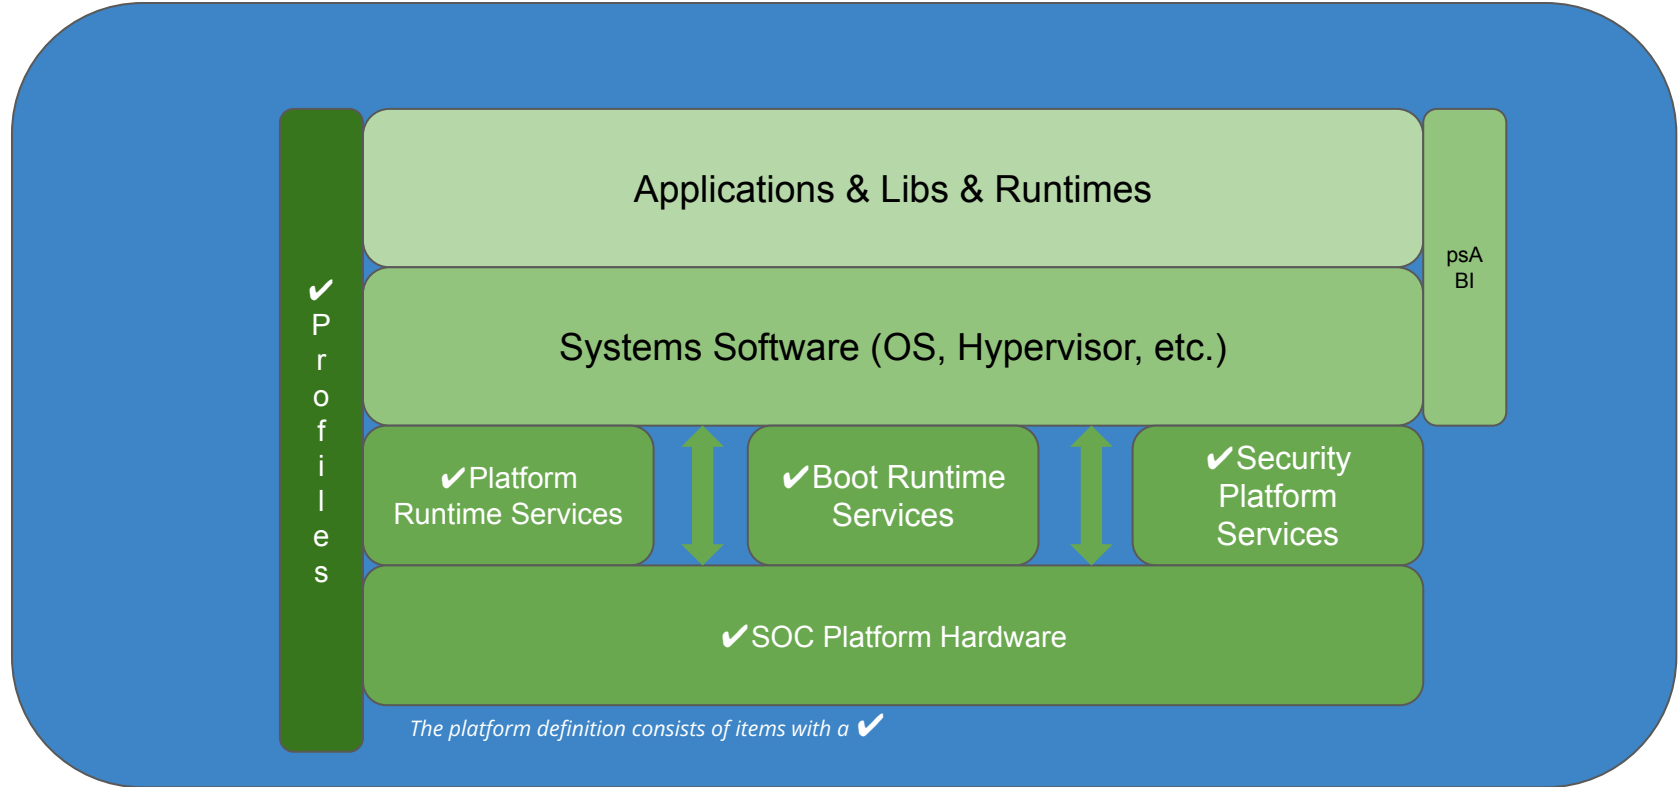 Applications & Libs & Runtimes
psA
BI
Systems Software (OS, Hypervisor, etc.)
✔
P
r
o
f
i
l
e
s
✔Platform
Runtime Services
✔Boot Runtime
Services
✔Security
Platform
Services
✔SOC Platform Hardware
The platform definition consists of items with a ✔